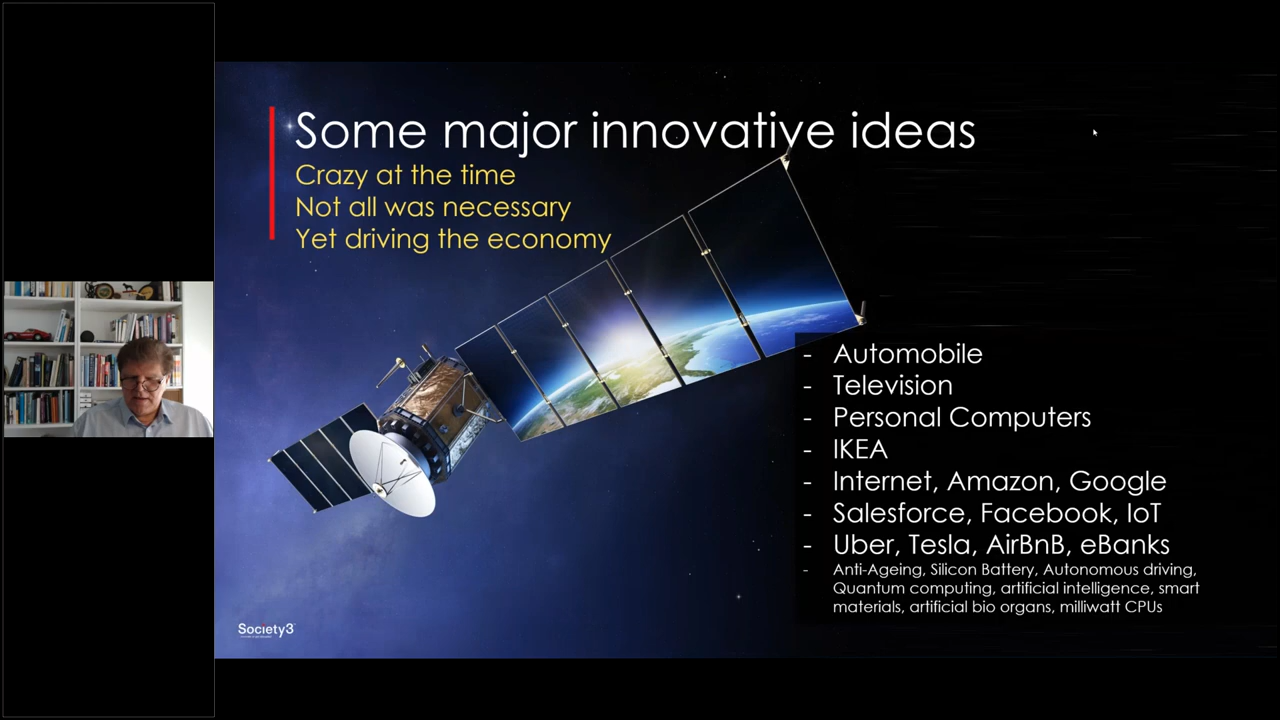 Some major innovative ideas
Crazy at the time
Not all was necessary
Yet driving the economy
- Automobile
- Television
- Personal Computers
- IKEA
- Internet, Amazon, Google
- Salesforce, Facebook, IoT
- Uber, Tesla, AirBnB, eBanks
- Anti-Ageing, Silicon Battery, Autonomous driving,
Quantum computing, artificial intelligence, smart
materials, artificial bio organs, milliwatt CPUs
Society3